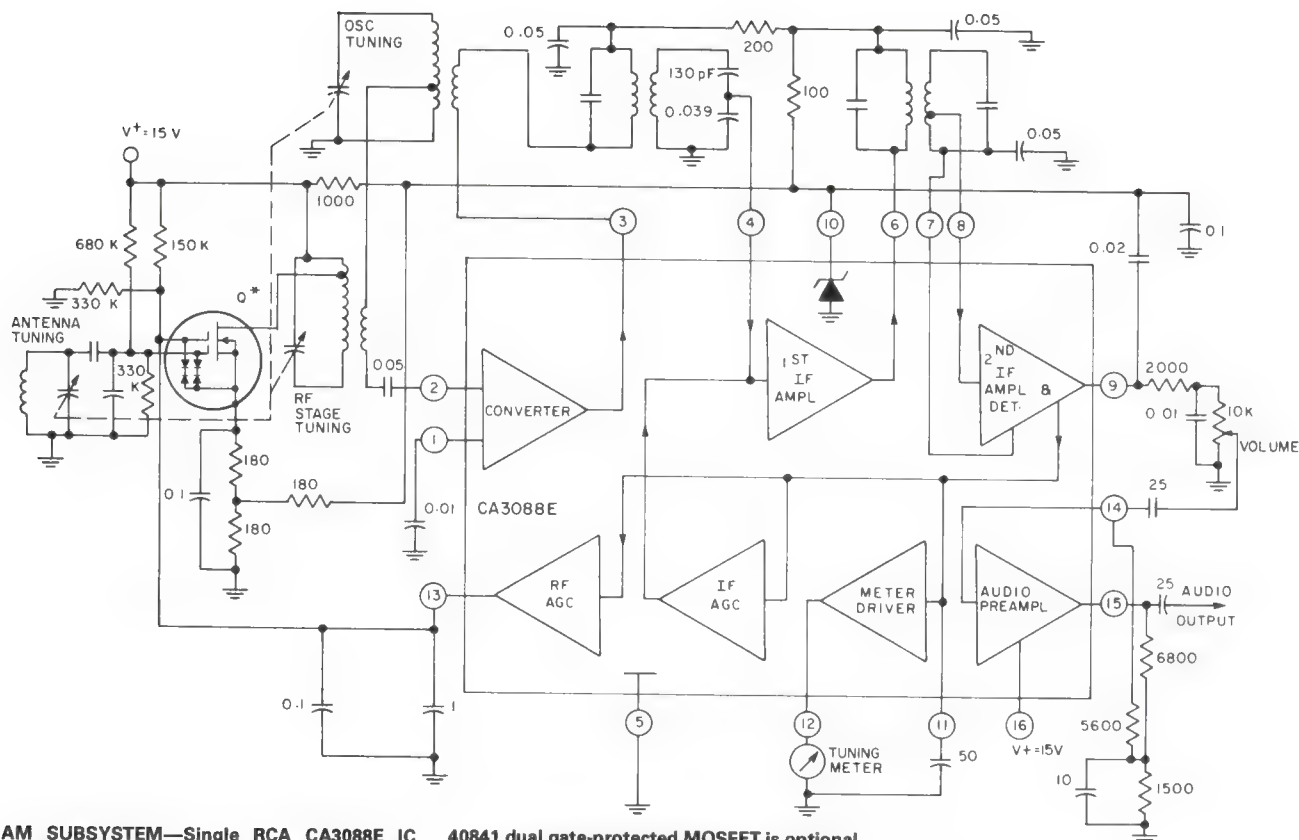 OSC
TUNING
0.05
200
0.05
130 pF
0.039
100
0.05
V+=15 V
1000
680 K
150 K
330 K
Q*
ANTENNA
TUNING
330
K
RF
STAGE
TUNING
0.05
2
1
3
4
10
6
7
8
0.02
0.1
CONVERTER
1ST
IF
AMPL
2ND
IF
AMPL &
DET.
9
2000
0.01
10K
VOLUME
180
0.1
180
180
0.01
CA3088E
25
14
13
RF
AGC
IF
AGC
METER
DRIVER
AUDIO
PREAMPL
15
25 AUDIO
OUTPUT
6800
0.1
1
5
12
TUNING
METER
11
50
16
V+=15V
5600
10
1500
AM SUBSYSTEM—Single RCA CA3088E IC
40841 dual gate-protected MOSFET is optional